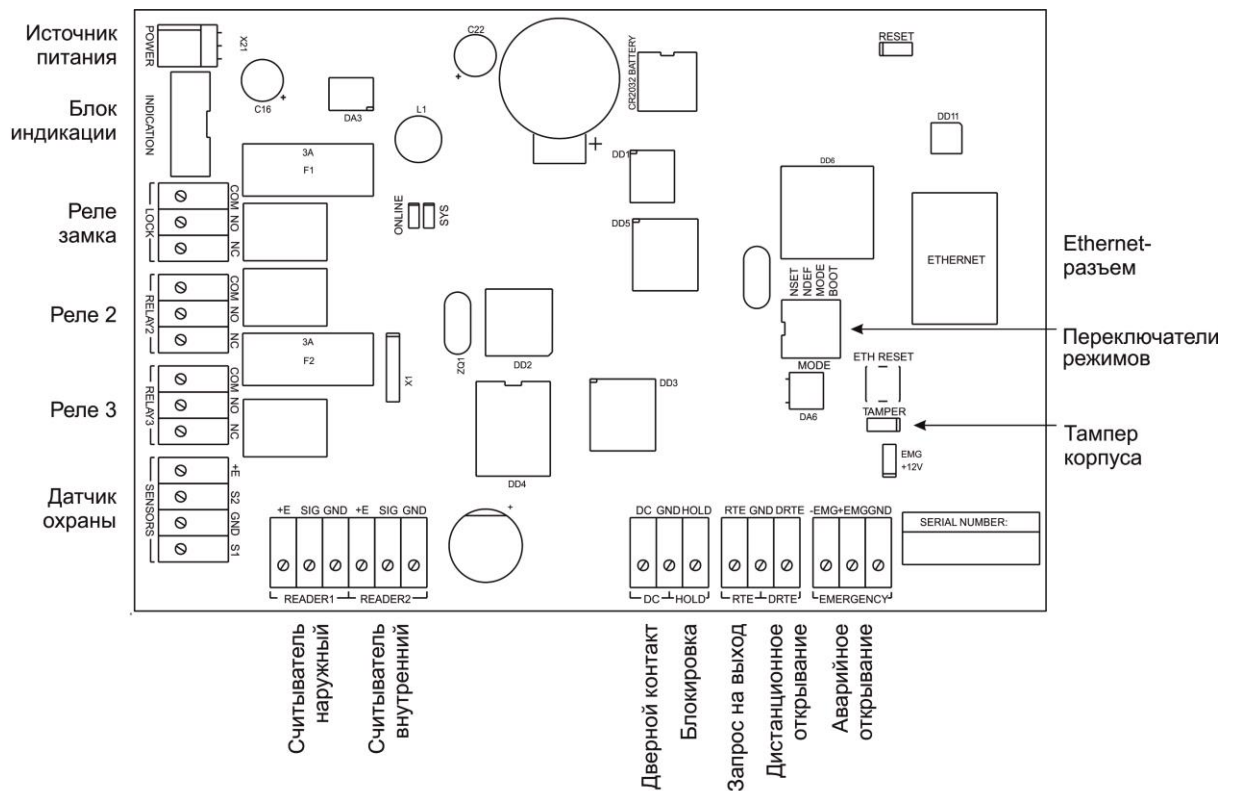 Источник
питания
Блок
индикации
Реле
замка
Реле 2
Реле 3
Датчик
охраны
POWER
X21
INDICATION
C16
DA3
C22
L1
CR2032 BATTERY
RESET
DD11
3A
F1
DD1
DD6
LOCK
COM
NO
NC
ONLINE
SYS
DD5
ETHERNET
NSET
NDEF
MODE
BOOT
RELAY2
COM
NO
NC
3A
F2
X1
ZQ1
DD2
DD3
MODE
DA6
ETH RESET
TAMPER
EMG
+12V
RELAY3
COM
NO
NC
DD4
SENSORS
+E
S2
GND
S1
+E SIG GND +E SIG GND
READER1 READER2
DC GND HOLD
DC HOLD
RTE GND DRTE
RTE DRTE
-EMG +EMG GND
EMERGENCY
SERIAL NUMBER:
Ethernet-
разъем
Переключатели
режимов
Тампер
корпуса
Считыватель
наружный
Считыватель
внутренний
Дверной контакт
Блокировка
Запрос на выход
Дистанционное
открывание
Аварийное
открывание